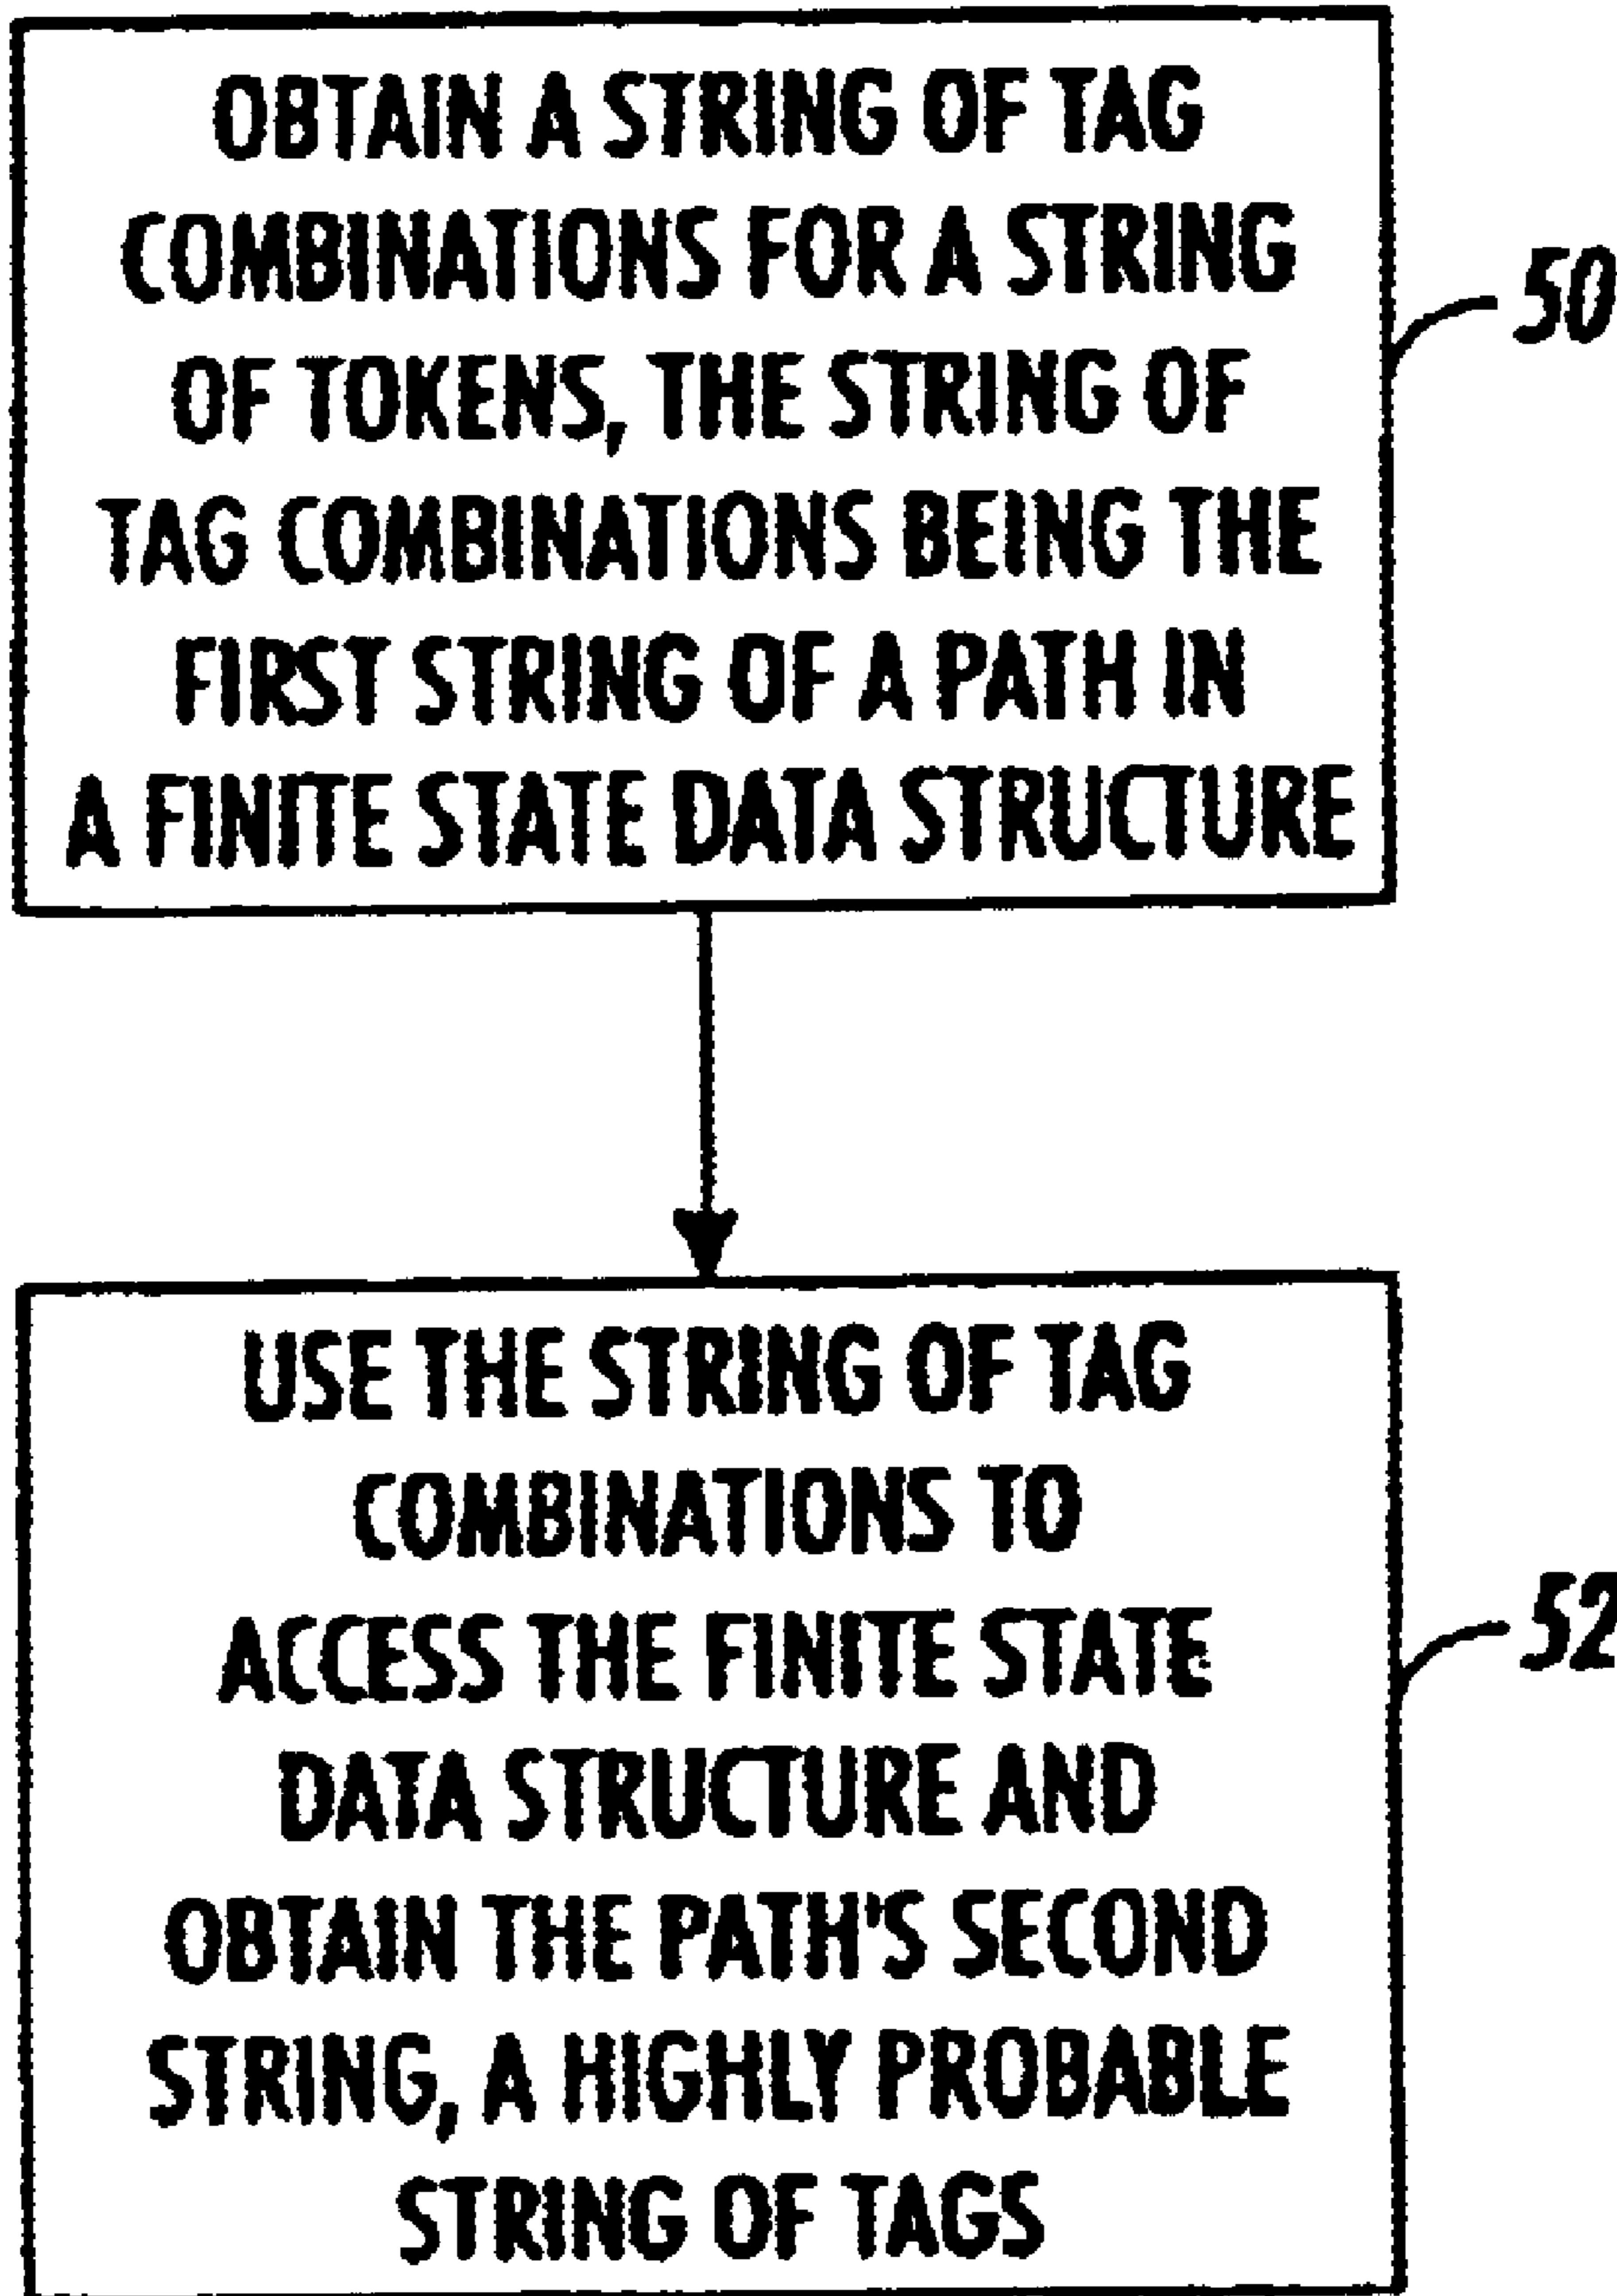 OBTAIN A STRING OF TAG
COMBINATIONS FOR A STRING
OF TOKENS, THE STRING OF
TAG COMBINATIONS BEING THE
FIRST STRING OF A PATH IN
A FINITE STATE DATA STRUCTURE
50
USE THE STRING OF TAG
COMBINATIONS TO
ACCESS THE FINITE STATE
DATA STRUCTURE AND
OBTAIN THE PATH'S SECOND
STRING, A HIGHLY PROBABLE
STRING OF TAGS
52